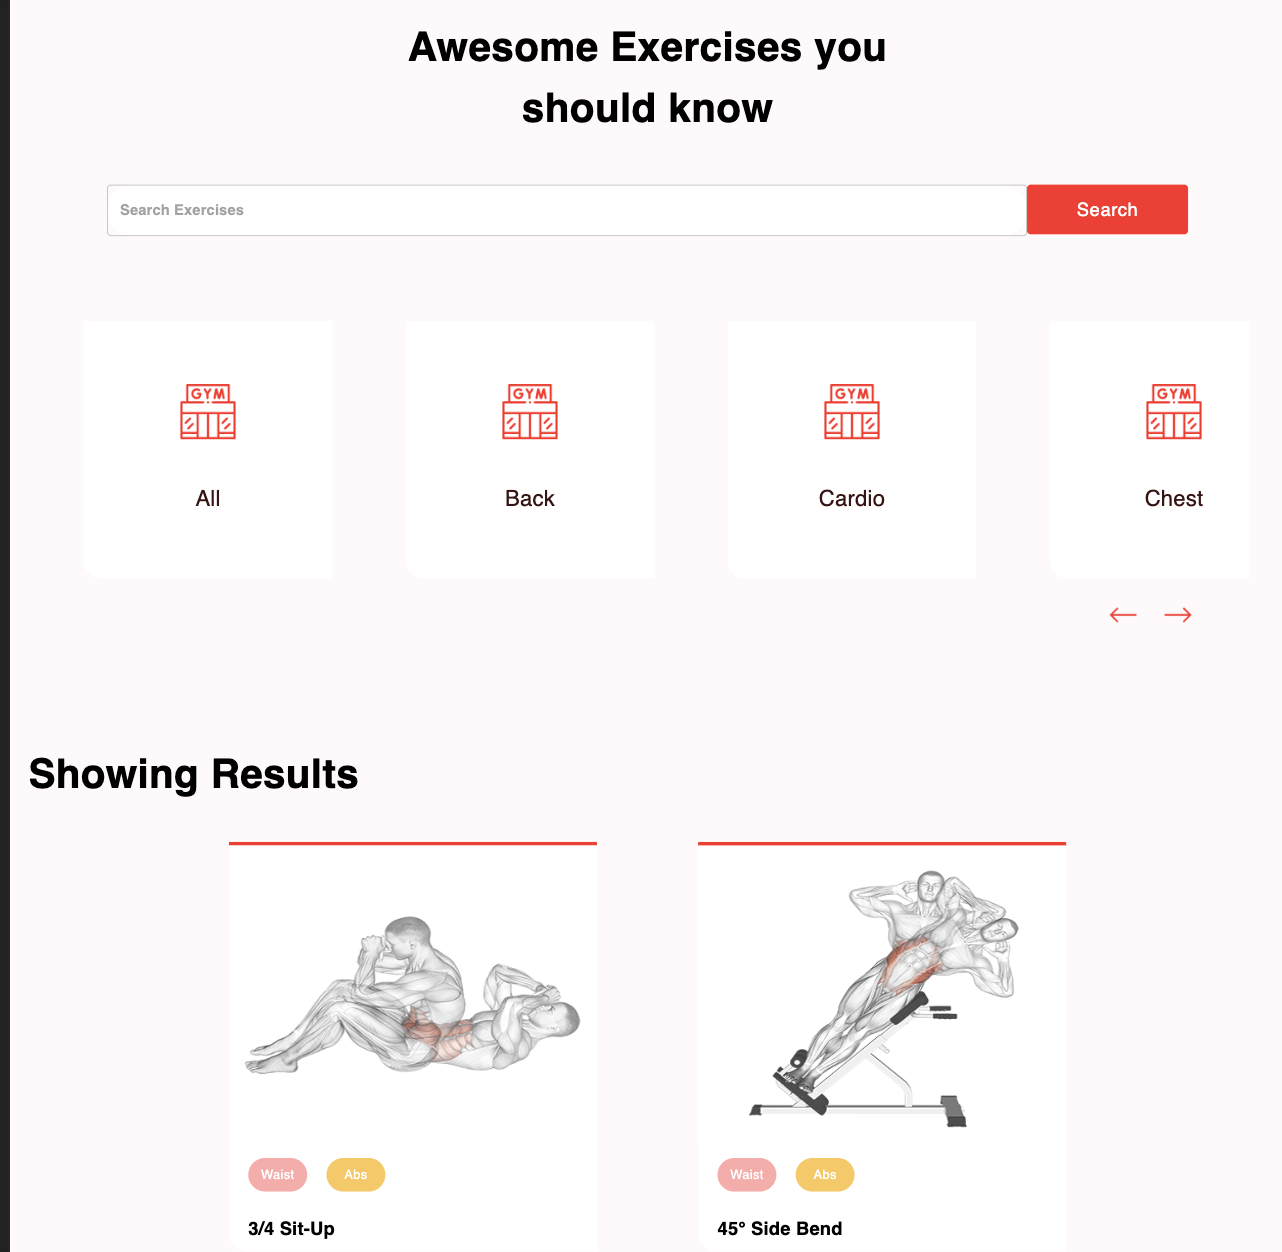 Awesome Exercises you
should know
Search Exercises
Search
GYM
GYM
GYM
GYM
All
Back
Cardio
Chest
Showing Results
Waist
Abs
Waist
Abs
3/4 Sit-Up
45° Side Bend